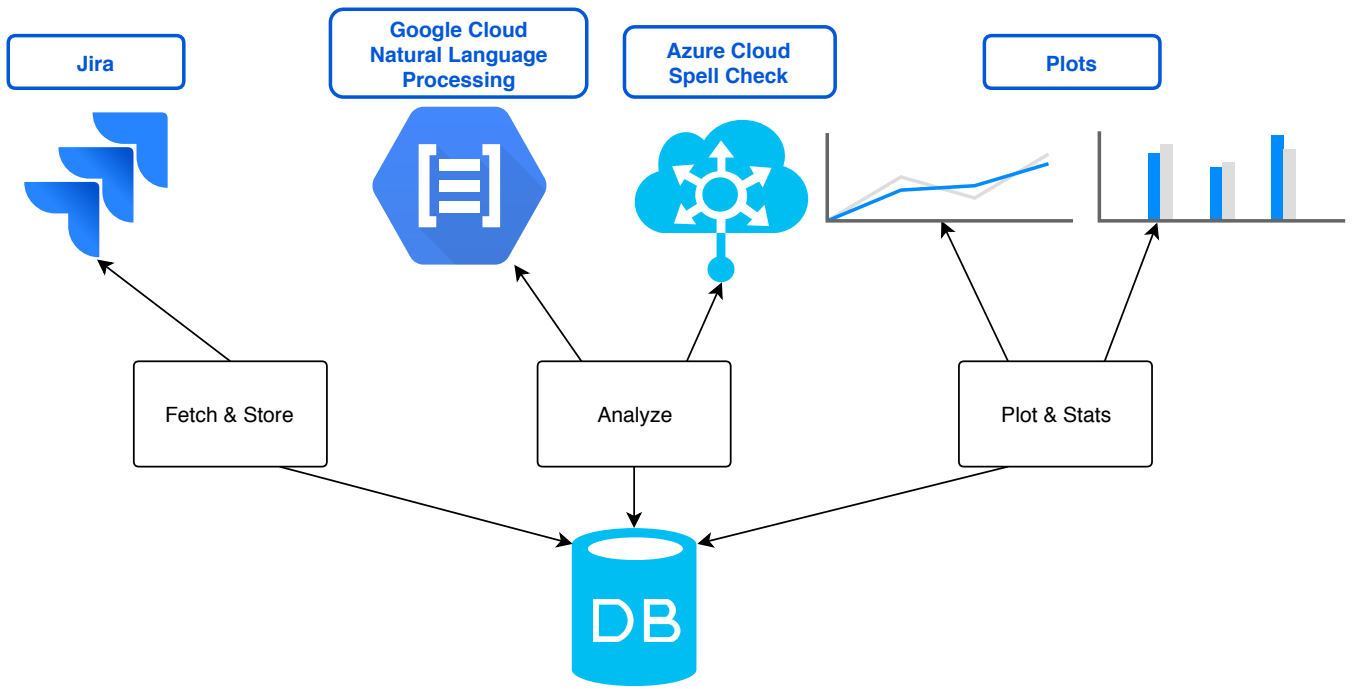 Jira
Google Cloud
Natural Language
Processing
Azure Cloud
Spell Check
Plots
Fetch & Store
Analyze
Plot & Stats
DB